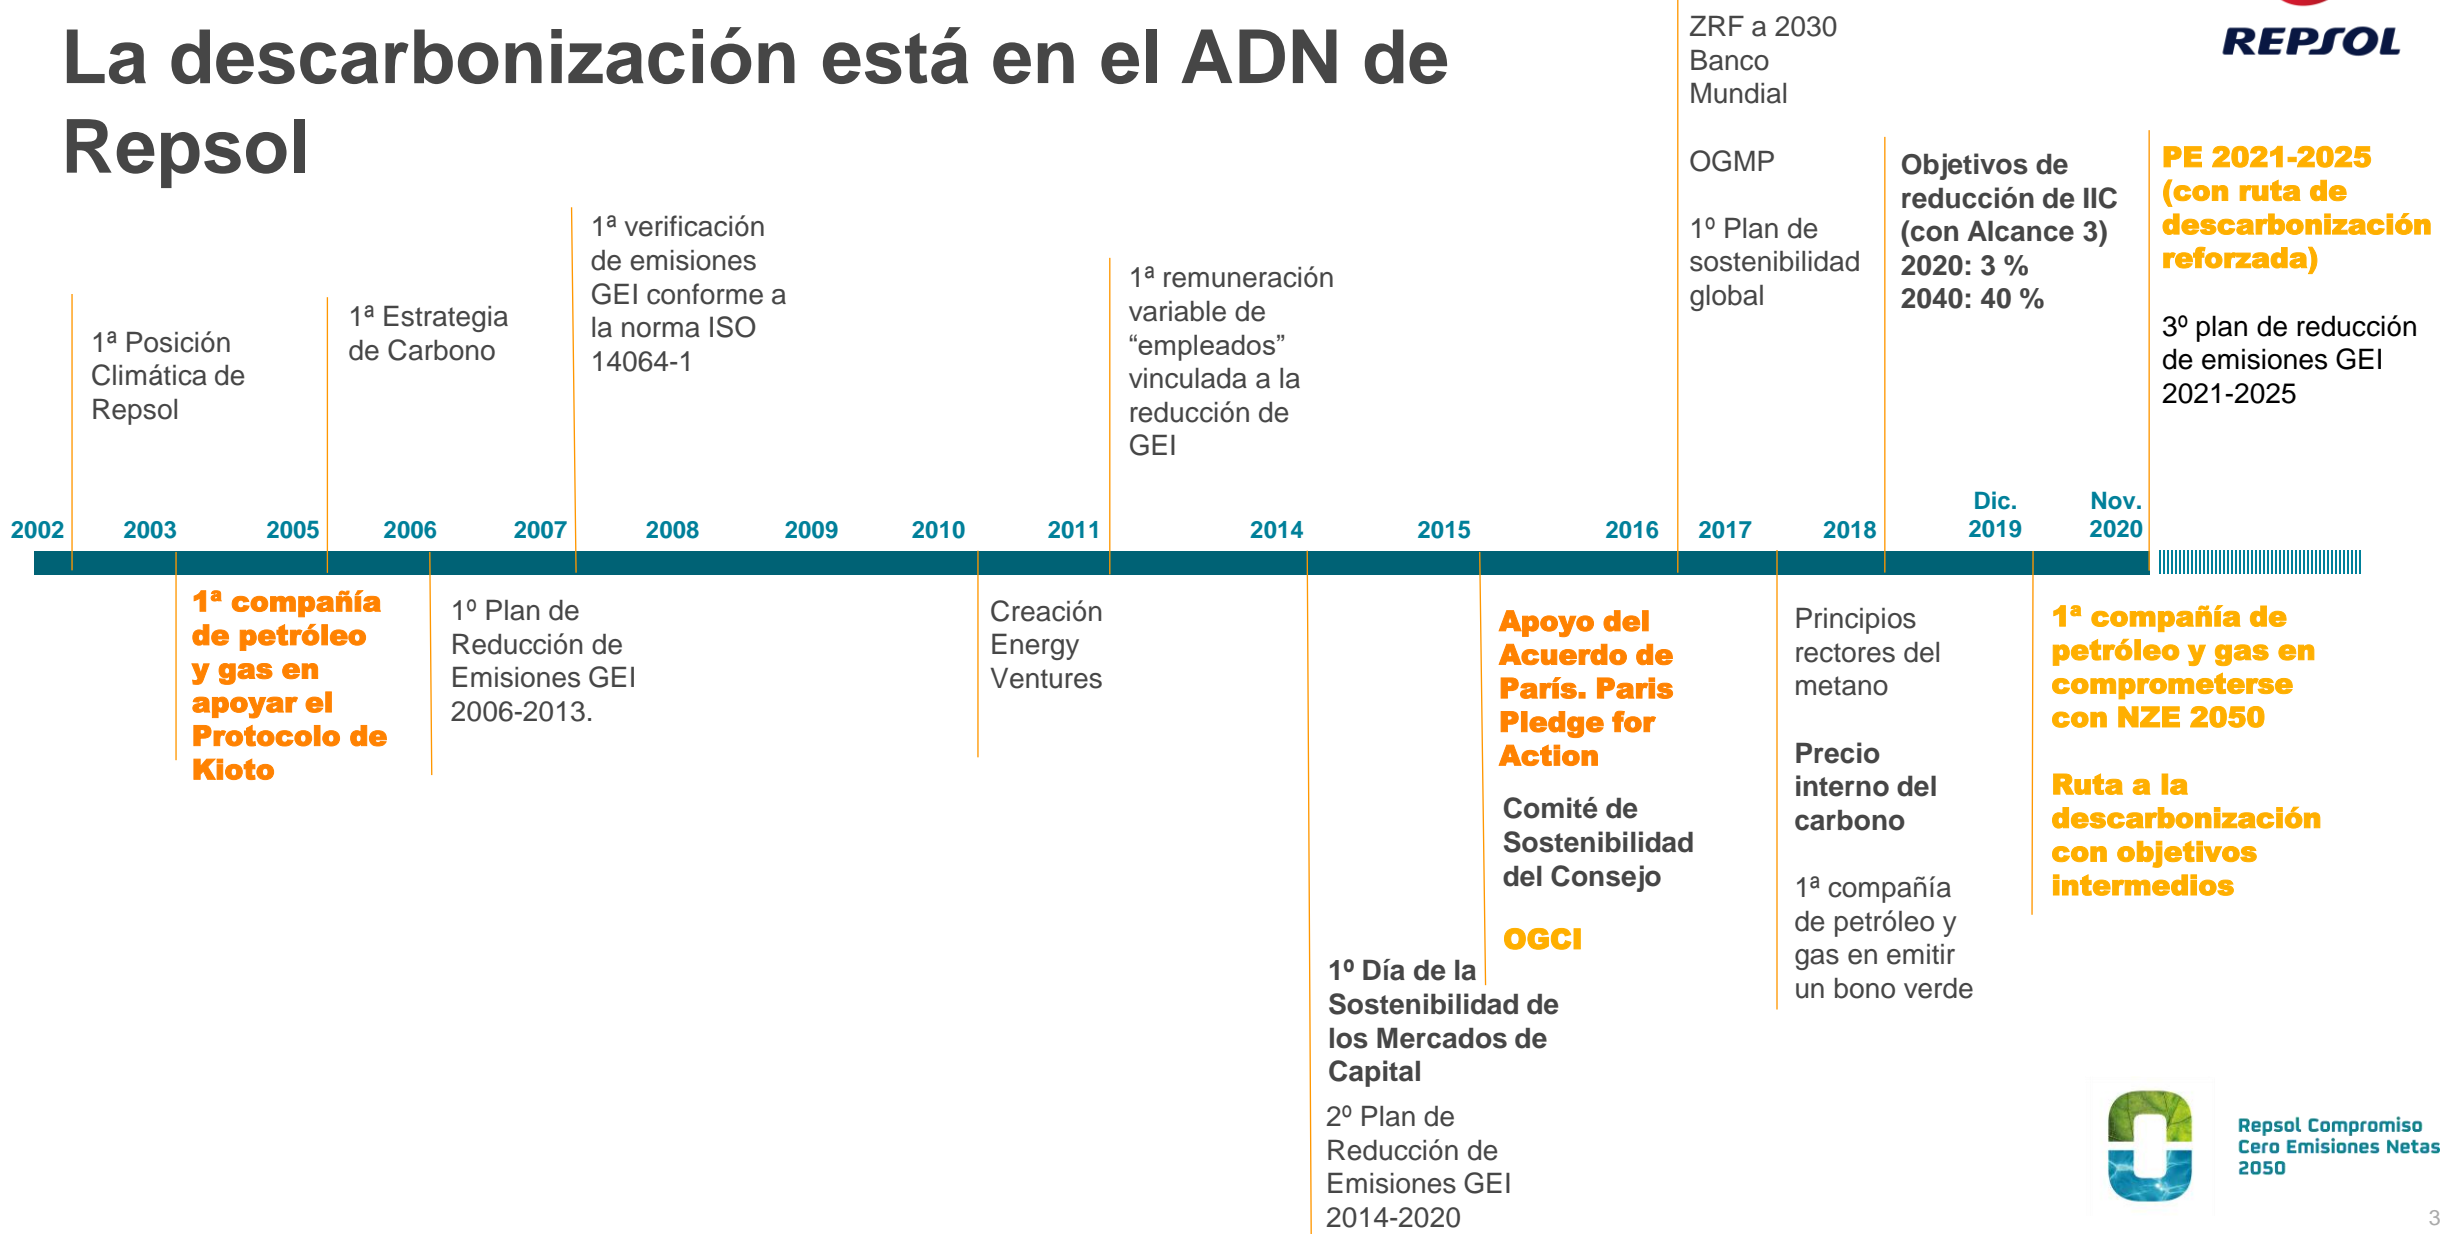 La descarbonización está en el ADN de
Repsol
REPSOL
ZRF a 2030
Banco
Mundial
OGMP
1º Plan de
sostenibilidad
global
Objetivos de
reducción de IIC
(con Alcance 3)
2020: 3 %
2040: 40 %
PE 2021-2025
(con ruta de
descarbonización
reforzada)
3º plan de reducción
de emisiones GEI
2021-2025
1ª Posición
Climática de
Repsol
1ª Estrategia
de Carbono
1ª verificación
de emisiones
GEI conforme a
la norma ISO
14064-1
1ª remuneración
variable de
“empleados”
vinculada a la
reducción de
GEI
2002
2003
2005
2006
2007
2008
2009
2010
2011
2014
2015
2016
2017
2018
Dic.
2019
Nov.
2020
1ª compañía
de petróleo
y gas en
apoyar el
Protocolo de
Kioto
1º Plan de
Reducción de
Emisiones GEI
2006-2013.
Creación
Energy
Ventures
1º Día de la
Sostenibilidad de
los Mercados de
Capital
2º Plan de
Reducción de
Emisiones GEI
2014-2020
Apoyo del
Acuerdo de
París. Paris
Pledge for
Action
Comité de
Sostenibilidad
del Consejo
OGCI
Principios
rectores del
metano
Precio
interno del
carbono
1ª compañía
de petróleo y
gas en emitir
un bono verde
1ª compañía de
petróleo y gas en
comprometerse
con NZE 2050
Ruta a la
descarbonización
con objetivos
intermedios
Repsol Compromiso
Cero Emisiones Netas
2050
3